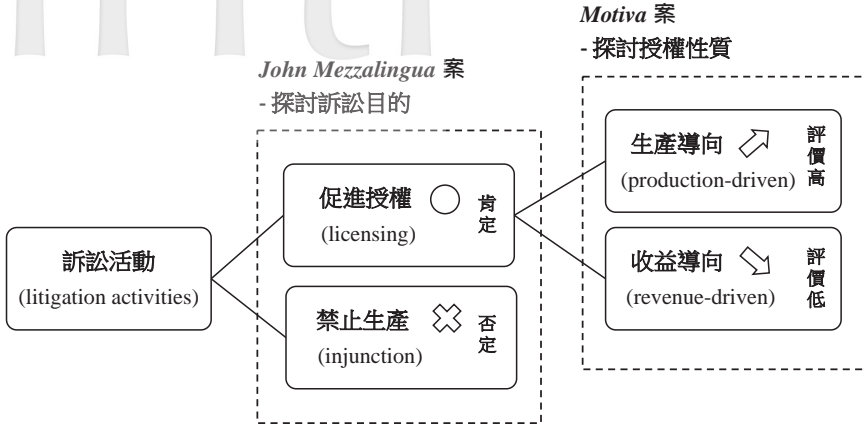 Motiva 案
- 探討授權性質
John Mezzalingua 案
- 探討訴訟目的
訴訟活動
(litigation activities)
促進授權
(licensing)
肯定
禁止生產
(injunction)
否定
生產導向
(production-driven)
評價高
收益導向
(revenue-driven)
評價低